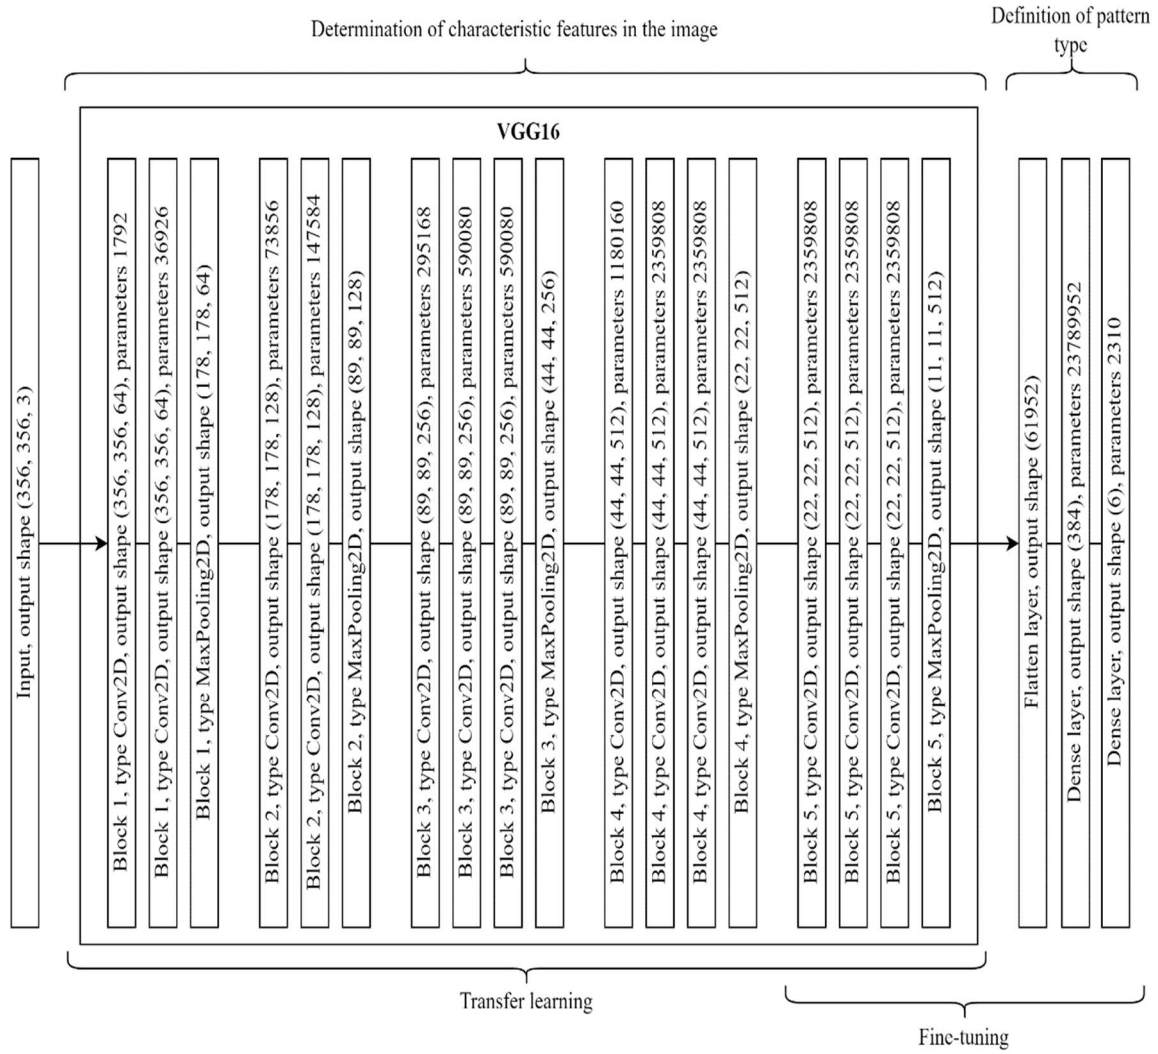 Determination of characteristic features in the image
Definition of pattern
type
VGG16
Input, output shape (356, 356, 3)
Block 1, type Conv2D, output shape (356, 356, 64), parameters 1792
Block 1, type Conv2D, output shape (356, 356, 64), parameters 36926
Block 1, type MaxPooling2D, output shape (178, 178, 64)
Block 2, type Conv2D, output shape (178, 178, 128), parameters 73856
Block 2, type Conv2D, output shape (178, 178, 128), parameters 147584
Block 2, type MaxPooling2D, output shape (89, 89, 128)
Block 3, type Conv2D, output shape (89, 89, 256), parameters 295168
Block 3, type Conv2D, output shape (89, 89, 256), parameters 590080
Block 3, type Conv2D, output shape (89, 89, 256), parameters 590080
Block 3, type MaxPooling2D, output shape (44, 44, 256)
Block 4, type Conv2D, output shape (44, 44, 512), parameters 1180160
Block 4, type Conv2D, output shape (44, 44, 512), parameters 2359808
Block 4, type Conv2D, output shape (44, 44, 512), parameters 2359808
Block 4, type MaxPooling2D, output shape (22, 22, 512)
Block 5, type Conv2D, output shape (22, 22, 512), parameters 2359808
Block 5, type Conv2D, output shape (22, 22, 512), parameters 2359808
Block 5, type Conv2D, output shape (22, 22, 512), parameters 2359808
Block 5, type MaxPooling2D, output shape (11, 11, 512)
Flatten layer, output shape (61952)
Dense layer, output shape (384), parameters 23789952
Dense layer, output shape (6), parameters 2310
Transfer learning
Fine-tuning